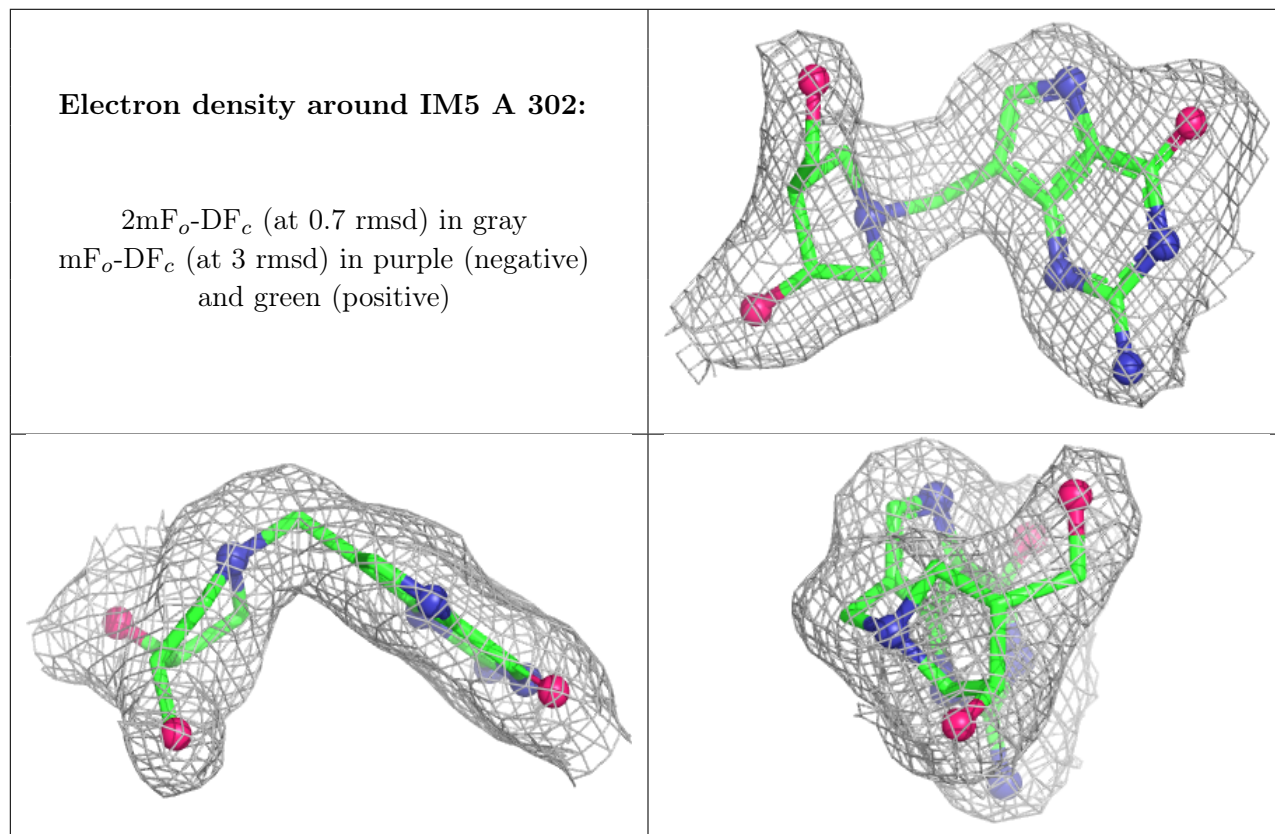 Electron density around IM5 A 302:
2mFo-DFc (at 0.7 rmsd) in gray
mFo-DFc (at 3 rmsd) in purple (negative)
and green (positive)